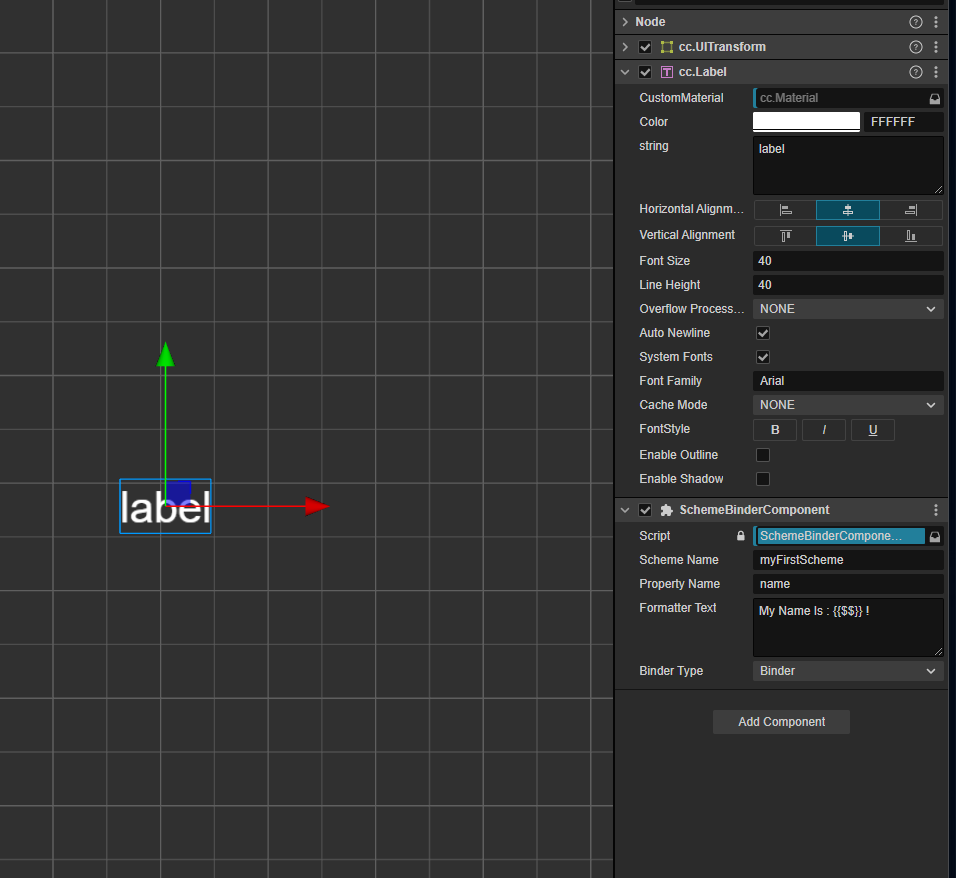 Node
cc.UITransform
cc.Label
CustomMaterial cc.Material
Color FFFFFF
string label
Horizontal Alignm...
Vertical Alignment
Font Size 40
Line Height 40
Overflow Process... NONE
Auto Newline
System Fonts
Font Family Arial
Cache Mode NONE
FontStyle B I U
Enable Outline
Enable Shadow
label
SchemeBinderComponent
Script SchemeBinderCompone...
Scheme Name myFirstScheme
Property Name name
Formatter Text My Name Is : {{$$}} !
Binder Type Binder
Add Component